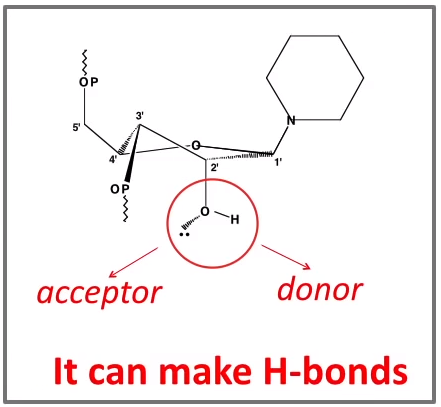 OP
3'
N
5'
O
4'
2'
1'
OP
O
H
acceptor
donor
It can make H-bonds